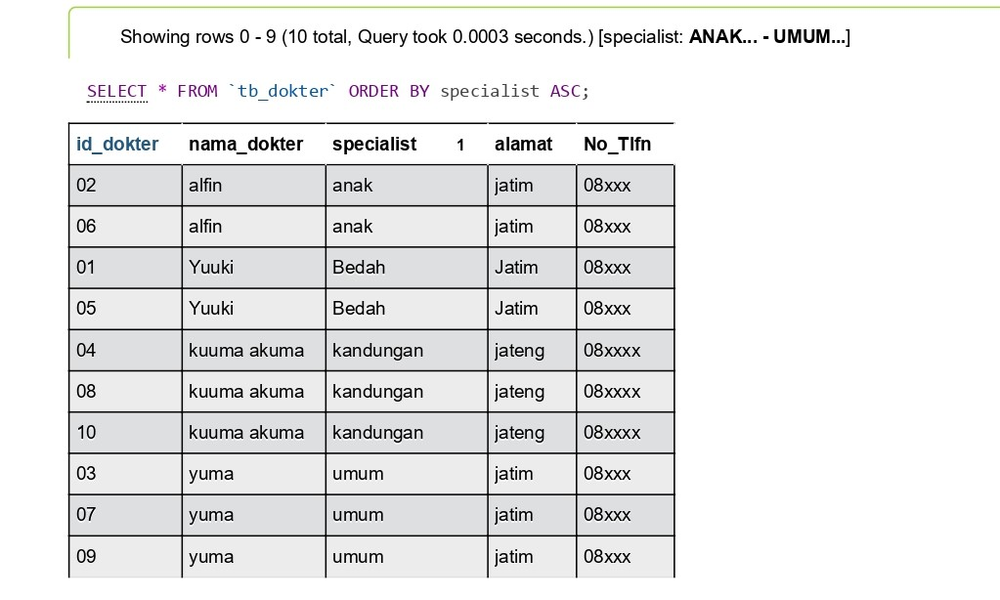 Showing rows 0 - 9 (10 total, Query took 0.0003 seconds.) [specialist: ANAK... - UMUM...]
SELECT * FROM `tb_dokter` ORDER BY specialist ASC;
id_dokter nama_dokter specialist 1 alamat No_Tlfn
02 alfin anak jatim 08xxx
06 alfin anak jatim 08xxx
01 Yuuki Bedah Jatim 08xxx
05 Yuuki Bedah Jatim 08xxx
04 kuuma akuma kandungan jateng 08xxxx
08 kuuma akuma kandungan jateng 08xxxx
10 kuuma akuma kandungan jateng 08xxxx
03 yuma umum jatim 08xxx
07 yuma umum jatim 08xxx
09 yuma umum jatim 08xxx